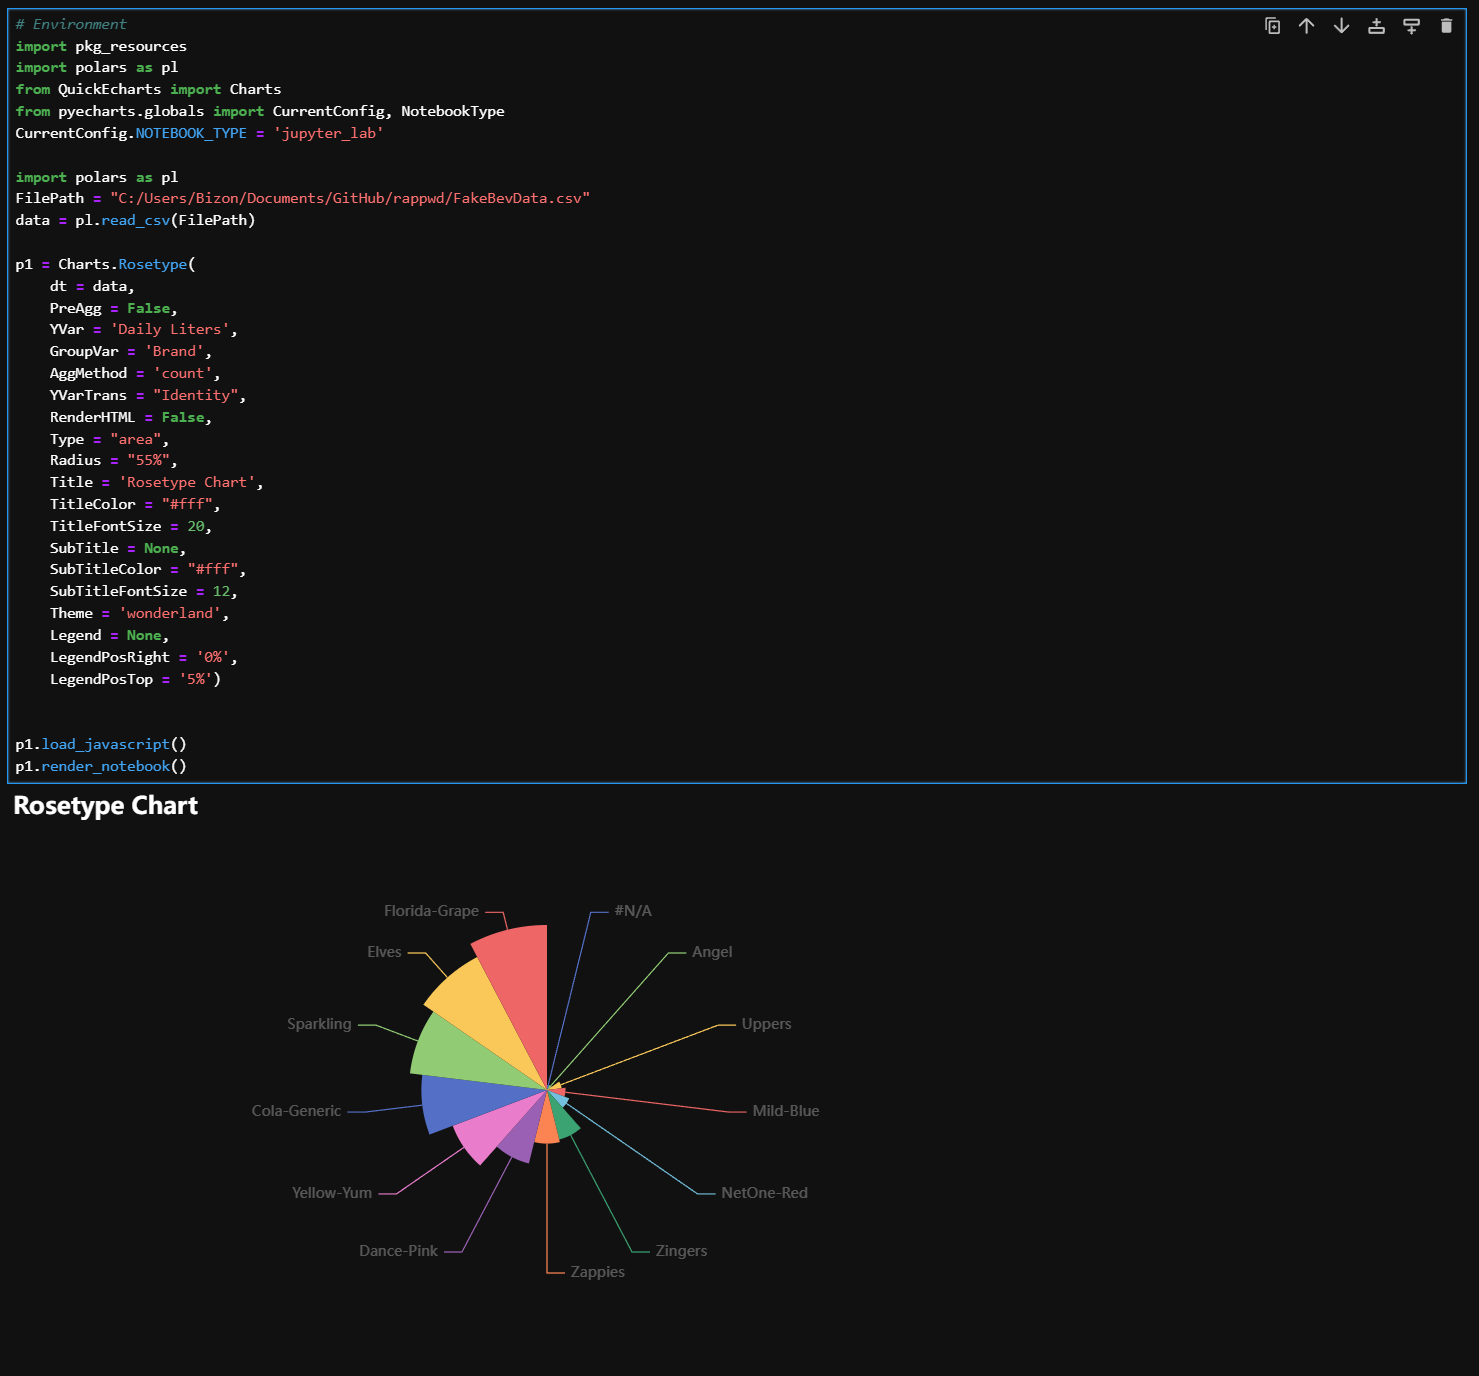 # Environment
import pkg_resources
import polars as pl
from QuickEcharts import Charts
from pyecharts.globals import CurrentConfig, NotebookType
CurrentConfig.NOTEBOOK_TYPE = 'jupyter_lab'

import polars as pl
FilePath = "C:/Users/Bizon/Documents/GitHub/rappwd/FakeBevData.csv"
data = pl.read_csv(FilePath)

p1 = Charts.Rosetype(
    dt = data,
    PreAgg = False,
    YVar = 'Daily Liters',
    GroupVar = 'Brand',
    AggMethod = 'count',
    YVarTrans = "Identity",
    RenderHTML = False,
    Type = "area",
    Radius = "55%",
    Title = 'Rosetype Chart',
    TitleColor = "#fff",
    TitleFontSize = 20,
    SubTitle = None,
    SubTitleColor = "#fff",
    SubTitleFontSize = 12,
    Theme = 'wonderland',
    Legend = None,
    LegendPosRight = '0%',
    LegendPosTop = '5%')

p1.load_javascript()
p1.render_notebook()
Rosetype Chart
Florida-Grape
#N/A
Elves
Angel
Sparkling
Uppers
Cola-Generic
Mild-Blue
Yellow-Yum
NetOne-Red
Dance-Pink
Zingers
Zappies